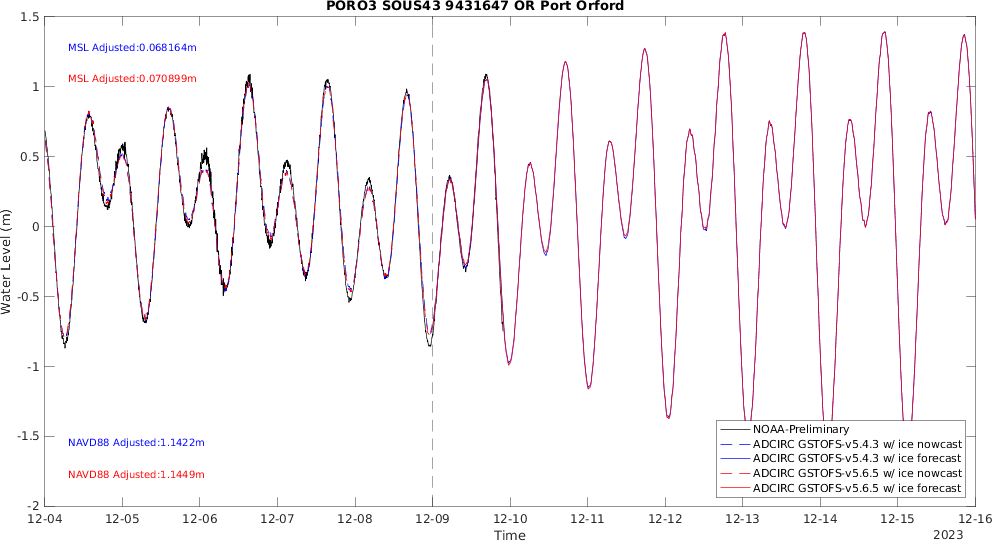 PORO3 SOUS43 9431647 OR Port Orford
1.5
MSL Adjusted:0.068164m
MSL Adjusted:0.070899m
1
0.5
0
-0.5
-1
-1.5
-2
Water Level (m)
NAVD88 Adjusted:1.1422m
NAVD88 Adjusted:1.1449m
NOAA-Preliminary
ADCIRC GSTOFS-v5.4.3 w/ ice nowcast
ADCIRC GSTOFS-v5.4.3 w/ ice forecast
ADCIRC GSTOFS-v5.6.5 w/ ice nowcast
ADCIRC GSTOFS-v5.6.5 w/ ice forecast
12-04 12-05 12-06 12-07 12-08 12-09 12-10 12-11 12-12 12-13 12-14 12-15 12-16
Time
2023